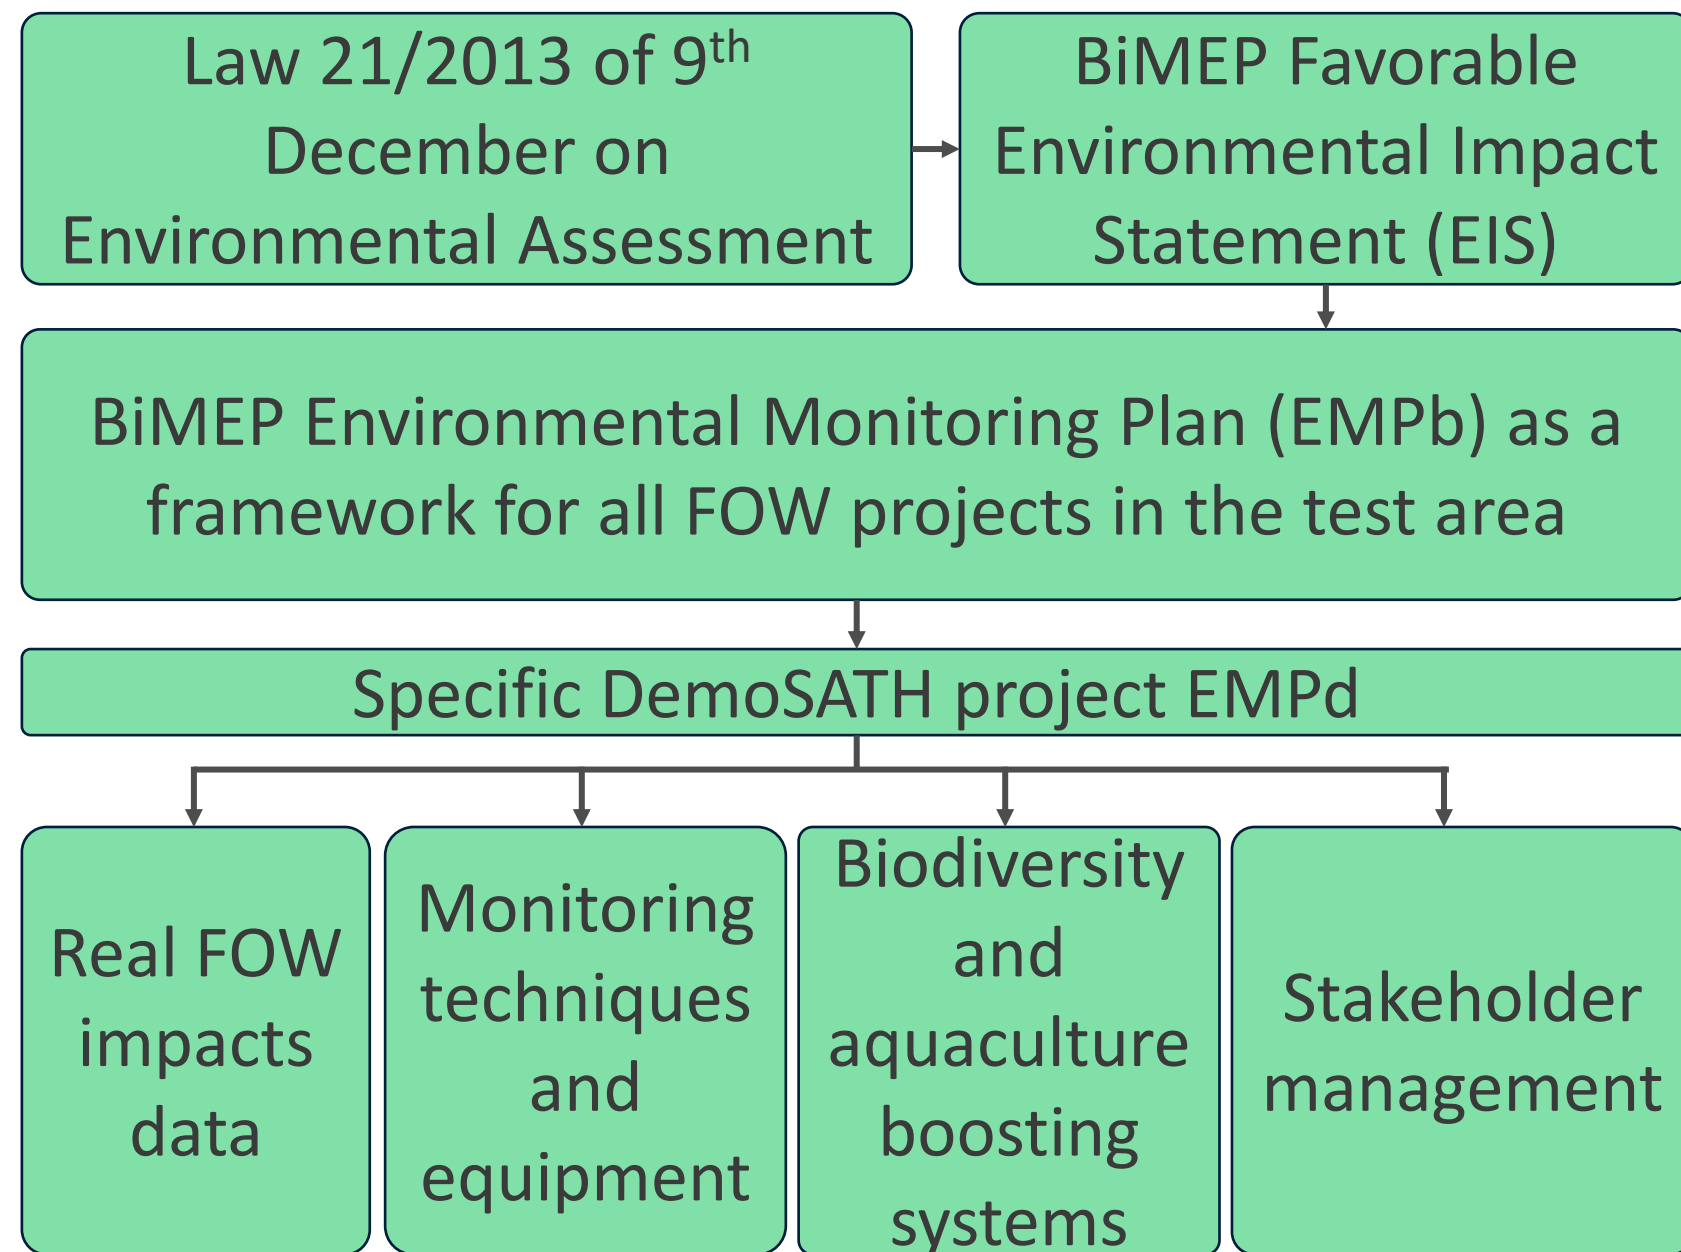 Law 21/2013 of 9th
December on
Environmental Assessment
BiMEP Favorable
Environmental Impact
Statement (EIS)
BiMEP Environmental Monitoring Plan (EMPb) as a
framework for all FOW projects in the test area
Specific DemoSATH project EMPd
Real FOW
impacts
data
Monitoring
techniques
and
equipment
Biodiversity
and
aquaculture
boosting
systems
Stakeholder
management